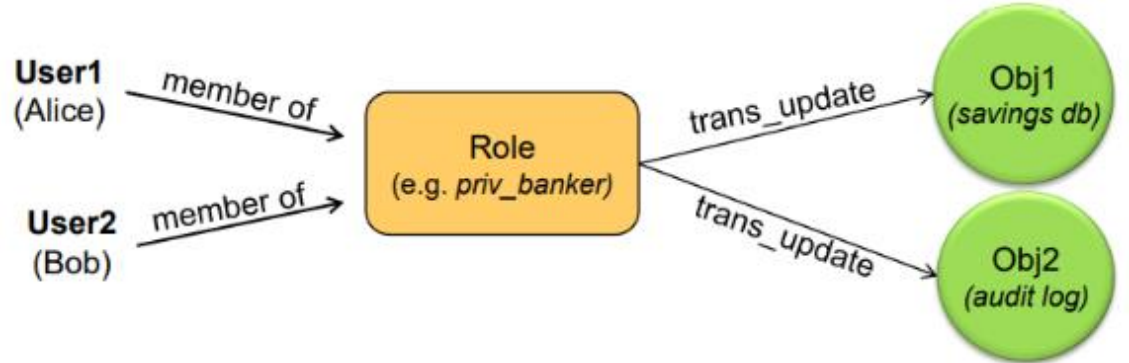 User1
(Alice)
member of
User2
(Bob)
member of
Role
(e.g. priv_banker)
trans_update
trans_update
Obj1
(savings db)
Obj2
(audit log)